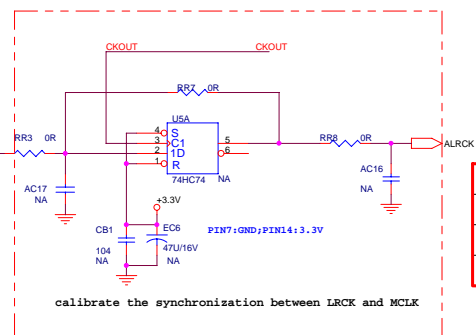 CKOUT CKOUT
RR7 0R
U5A
RR3 0R
4 S
3 C1 5
2 1D 6
1 R
RR8 0R
ALRCK
74HC74 NA
AC17
NA
AC16
NA
+3.3V
CB1 EC6
PIN7:GND;PIN14:3.3V
104 47U/16V
NA NA
calibrate the synchronization between LRCK and MCLK